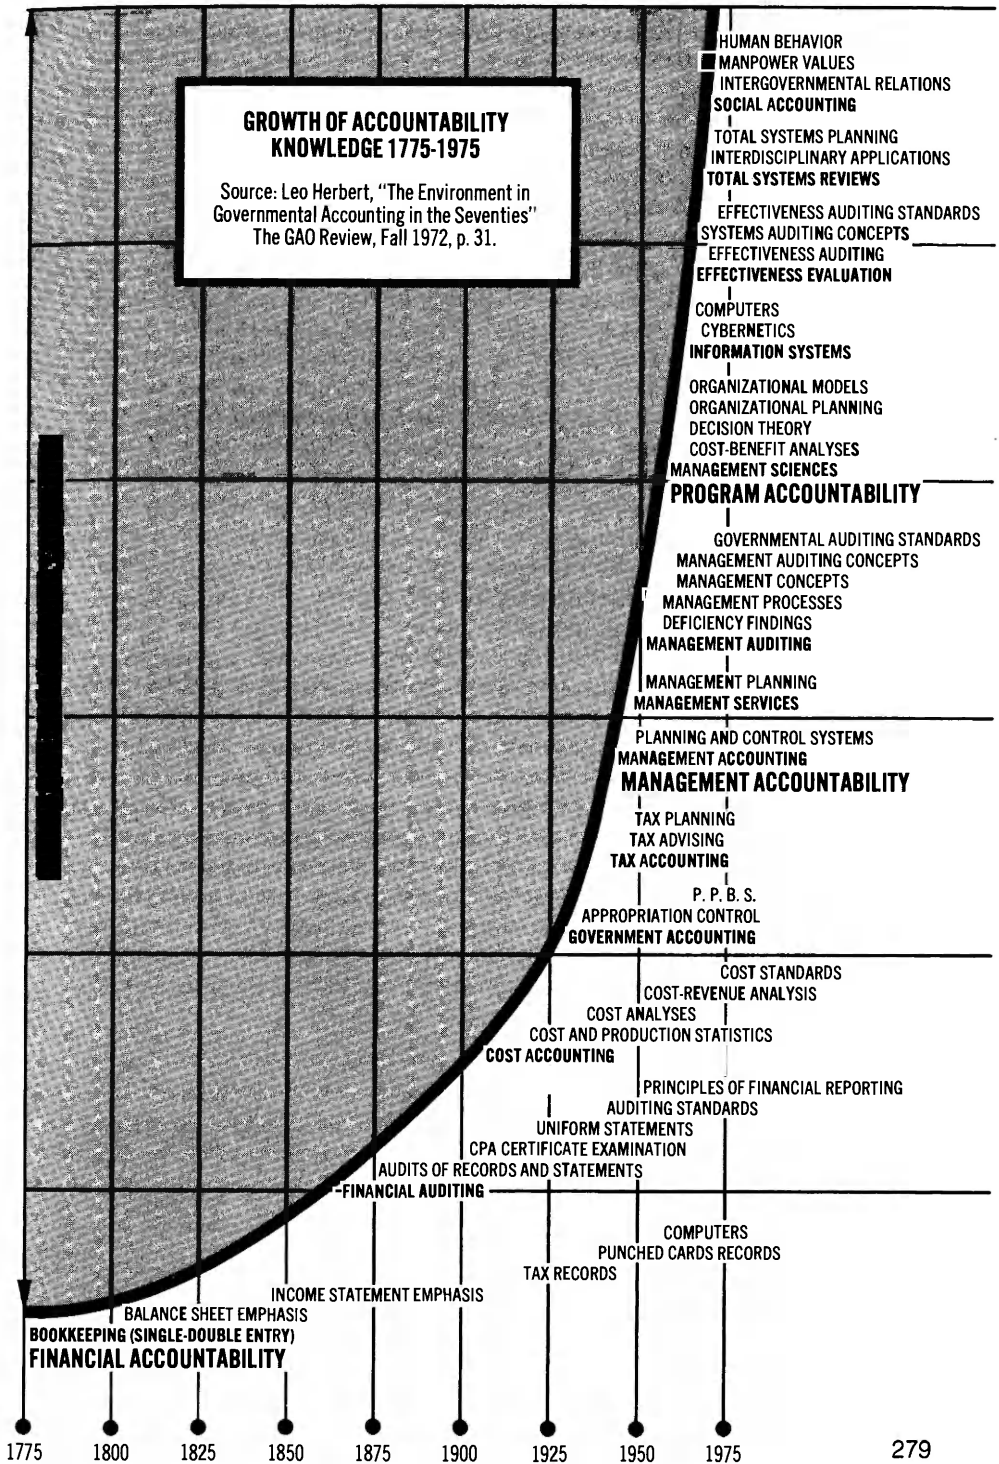 GROWTH OF ACCOUNTABILITY
KNOWLEDGE 1775-1975
Source: Leo Herbert, "The Environment in
Governmental Accounting in the Seventies"
The GAO Review, Fall 1972, p. 31.
HUMAN BEHAVIOR
MANPOWER VALUES
INTERGOVERNMENTAL RELATIONS
SOCIAL ACCOUNTING
TOTAL SYSTEMS PLANNING
INTERDISCIPLINARY APPLICATIONS
TOTAL SYSTEMS REVIEWS
EFFECTIVENESS AUDITING STANDARDS
SYSTEMS AUDITING CONCEPTS
EFFECTIVENESS AUDITING
EFFECTIVENESS EVALUATION
COMPUTERS
CYBERNETICS
INFORMATION SYSTEMS
ORGANIZATIONAL MODELS
ORGANIZATIONAL PLANNING
DECISION THEORY
COST-BENEFIT ANALYSES
MANAGEMENT SCIENCES
PROGRAM ACCOUNTABILITY
GOVERNMENTAL AUDITING STANDARDS
MANAGEMENT AUDITING CONCEPTS
MANAGEMENT CONCEPTS
MANAGEMENT PROCESSES
DEFICIENCY FINDINGS
MANAGEMENT AUDITING
MANAGEMENT PLANNING
MANAGEMENT SERVICES
PLANNING AND CONTROL SYSTEMS
MANAGEMENT ACCOUNTING
MANAGEMENT ACCOUNTABILITY
TAX PLANNING
TAX ADVISING
TAX ACCOUNTING
P. P. B. S.
APPROPRIATION CONTROL
GOVERNMENT ACCOUNTING
COST STANDARDS
COST-REVENUE ANALYSIS
COST ANALYSES
COST AND PRODUCTION STATISTICS
COST ACCOUNTING
PRINCIPLES OF FINANCIAL REPORTING
AUDITING STANDARDS
UNIFORM STATEMENTS
CPA CERTIFICATE EXAMINATION
AUDITS OF RECORDS AND STATEMENTS
FINANCIAL AUDITING
COMPUTERS
PUNCHED CARDS RECORDS
TAX RECORDS
INCOME STATEMENT EMPHASIS
BALANCE SHEET EMPHASIS
BOOKKEEPING (SINGLE-DOUBLE ENTRY)
FINANCIAL ACCOUNTABILITY
1775 1800 1825 1850 1875 1900 1925 1950 1975
279